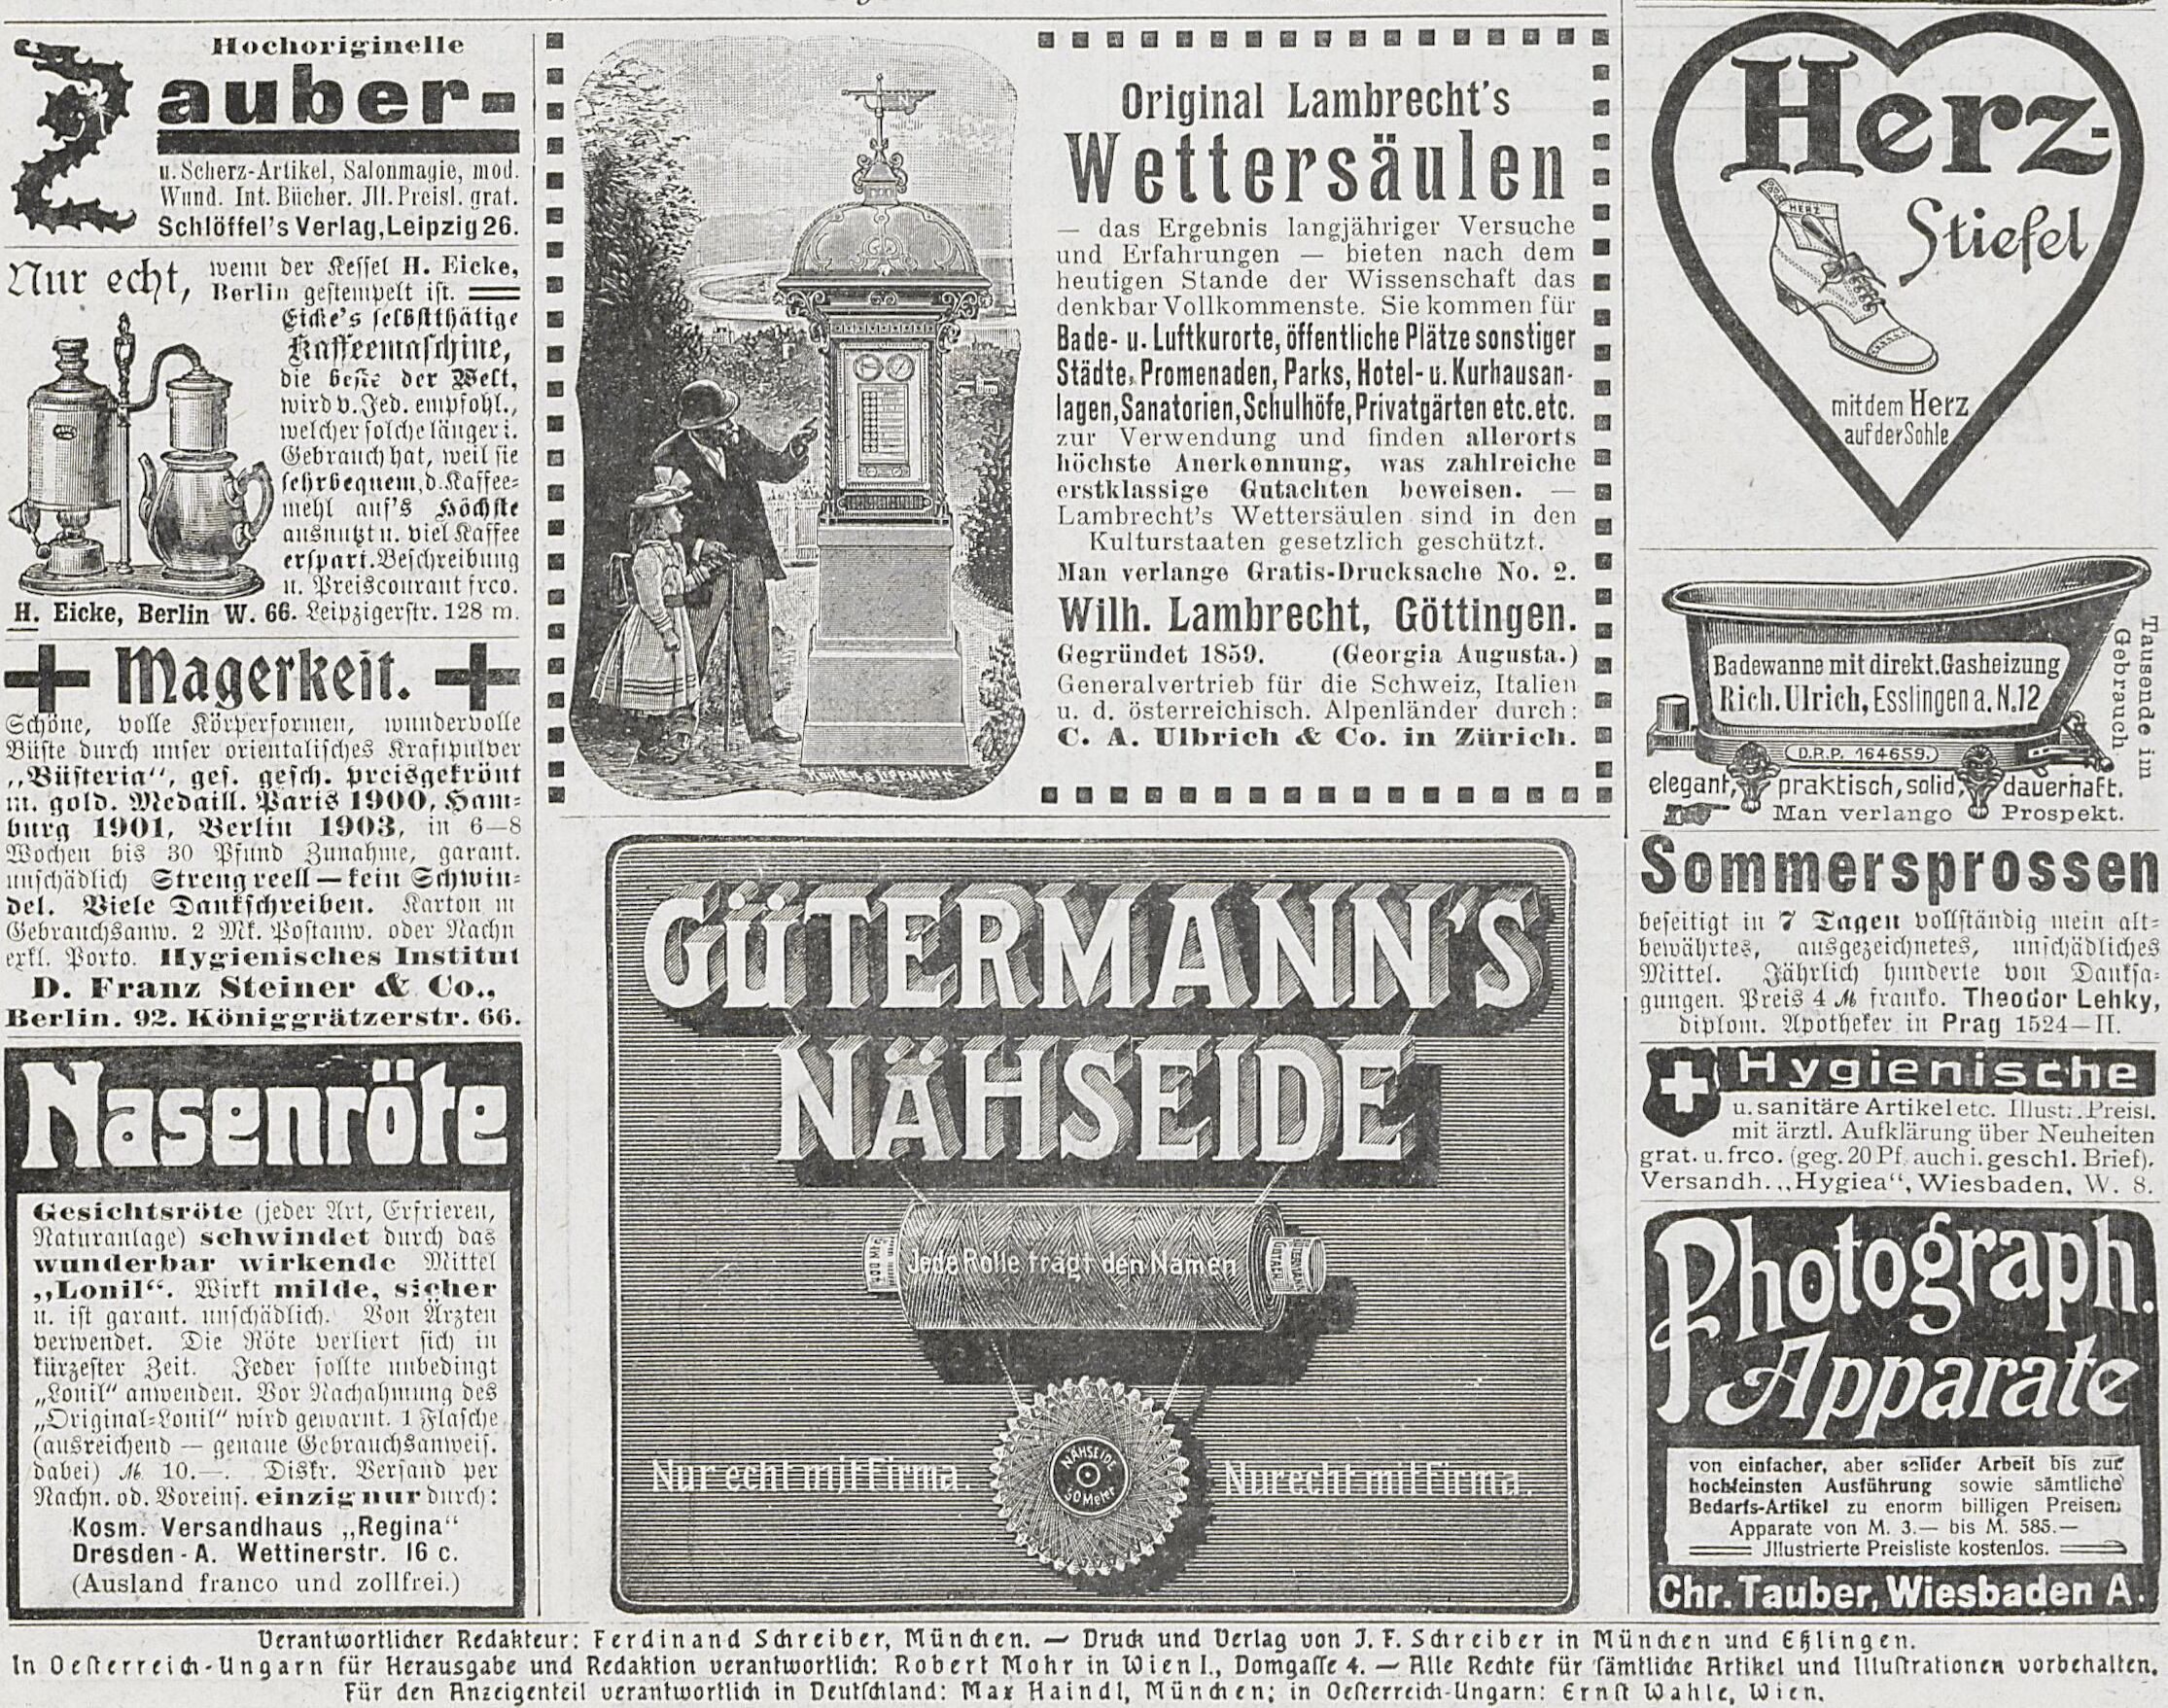 Hochoriginelle
Zauber-
u. Scherz-Artikel, Salonmagie, mod.
Wund. Int. Bücher. Jll. Preisl. grat.
Schlöffel's Verlag, Leipzig 26.
Nur echt, wenn der Kessel H. Eicke,
Berlin gestempelt ist.
Eicke's selbstthätige
Kaffeemaschine,
die beste der Welt,
wird v. Jed. empfohl.,
welcher solche länger i.
Gebrauch hat, weil sie
sehr bequem, d. Kaffee-
mehl auf's Höchste
ausnutzt u. viel Kaffee
erspart. Beschreibung
u. Preiscourant frco.
H. Eicke, Berlin W. 66. Leipzigerstr. 128 m.
Magerkeit.
Schöne, volle Körperformen, wundervolle
Büste durch unser orientalisches Kraftpulver
„Büsteria“, ges. gesch. preisgekrönt
m. gold. Medaill. Paris 1900, Ham-
burg 1901, Berlin 1903, in 6—8
Wochen bis 30 Pfund Zunahme, garant.
unschädlich Streng reell — kein Schwin-
del. Viele Dankschreiben. Karton m
Gebrauchsanw. 2 Mk. Postanw. oder Nachn
exkl. Porto. Hygienisches Institut
D. Franz Steiner & Co.,
Berlin. 92. Königgrätzerstr. 66.
Nasenröte
Gesichtsröte (jeder Art, Erfrieren,
Naturanlage) schwindet durch das
wunderbar wirkende Mittel
„Lonil“. Wirkt milde, sicher
u. ist garant. unschädlich. Von Ärzten
verwendet. Die Röte verliert sich in
kürzester Zeit. Jeder sollte unbedingt
„Lonil“ anwenden. Vor Nachahmung des
„Original-Lonil“ wird gewarnt. 1 Flasche
(ausreichend — genaue Gebrauchsanweis.
dabei) ℳ 10.—. Diskr. Versand per
Nachn. od. Voreins. einzig nur durch:
Kosm. Versandhaus „Regina“
Dresden-A. Wettinerstr. 16 c.
(Ausland franco und zollfrei.)
Original Lambrecht's
Wettersäulen
— das Ergebnis langjähriger Versuche
und Erfahrungen — bieten nach dem
heutigen Stande der Wissenschaft das
denkbar Vollkommenste. Sie kommen für
Bade- u. Luftkurorte, öffentliche Plätze sonstiger
Städte, Promenaden, Parks, Hotel- u. Kurhausan-
lagen, Sanatorien, Schulhöfe, Privatgärten etc. etc.
zur Verwendung und finden allerorts
höchste Anerkennung, was zahlreiche
erstklassige Gutachten beweisen. —
Lambrecht's Wettersäulen sind in den
Kulturstaaten gesetzlich geschützt.
Man verlange Gratis-Drucksache No. 2.
Wilh. Lambrecht, Göttingen.
Gegründet 1859. (Georgia Augusta.)
Generalvertrieb für die Schweiz, Italien
u. d. österreichisch. Alpenländer durch:
C. A. Ulbrich & Co. in Zürich.
N
GÜTERMANN'S
NÄHSEIDE
Jede Rolle trägt den Namen
NÄHSEIDE
50 Meter
Nur echt mit Firma.
Nur echt mit Firma.
Herz-
HERZ
Stiefel
mit dem Herz
auf der Sohle
Badewanne mit direkt. Gasheizung
Rich. Ulrich, Esslingen a. N. 12
D.R.P. 164659.
Tausende im
Gebrauch
elegant, praktisch, solid, dauerhaft.
Man verlange Prospekt.
Sommersprossen
beseitigt in 7 Tagen vollständig mein alt-
bewährtes, ausgezeichnetes, unschädliches
Mittel. Jährlich hunderte von Danksa-
gungen. Preis 4 ℳ franko. Theodor Lehky,
diplom. Apotheker in Prag 1524—II.
Hygienische
u. sanitäre Artikel etc. Illustr. Preisl.
mit ärztl. Aufklärung über Neuheiten
grat. u. frco. (geg. 20 Pf. auch i. geschl. Brief).
Versandh. „Hygiea“, Wiesbaden, W. 8.
Photograph.
Apparate
von einfacher, aber solider Arbeit bis zur
hochfeinsten Ausführung sowie sämtliche
Bedarfs-Artikel zu enorm billigen Preisen.
Apparate von M. 3.— bis M. 585.—
Jllustrierte Preisliste kostenlos.
Chr. Tauber, Wiesbaden A.
Verantwortlicher Redakteur: Ferdinand Schreiber, München. — Druck und Verlag von J. F. Schreiber in München und Eßlingen.
In Oesterreich-Ungarn für Herausgabe und Redaktion verantwortlich: Robert Mohr in Wien I., Domgasse 4. — Alle Rechte für sämtliche Artikel und Illustrationen vorbehalten.
Für den Anzeigenteil verantwortlich in Deutschland: Max Haindl, München; in Oesterreich-Ungarn: Ernst Wahle, Wien.